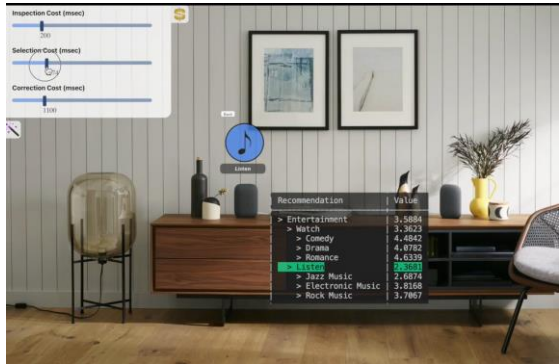 Inspection Cost (msec)
200
Selection Cost (msec)
Correction Cost (msec)
1100
S
Listen
Recommendation | Value
> Entertainment | 3.5884
> Watch | 3.3623
> Comedy | 4.4842
> Drama | 4.0782
> Romance | 4.6339
> Listen | 2.3681
> Jazz Music | 2.6874
> Electronic Music | 3.8168
> Rock Music | 3.7067